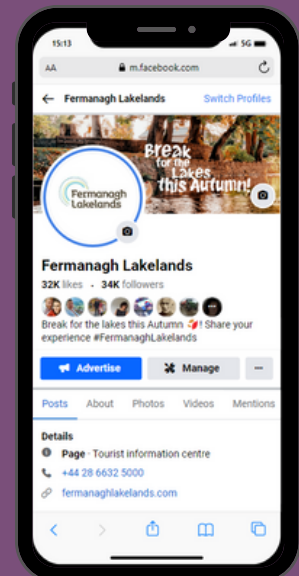 15:13
5G
AA
m.facebook.com
Fermanagh Lakelands
Switch Profiles
Break
for the
Lakes
this Autumn!
Fermanagh
Lakelands
Fermanagh Lakelands
32K likes · 34K followers
Break for the lakes this Autumn 🍂! Share your
experience #FermanaghLakelands
Advertise
Manage
Posts About Photos Videos Mentions
Details
Page · Tourist information centre
+44 28 6632 5000
fermanaghlakelands.com